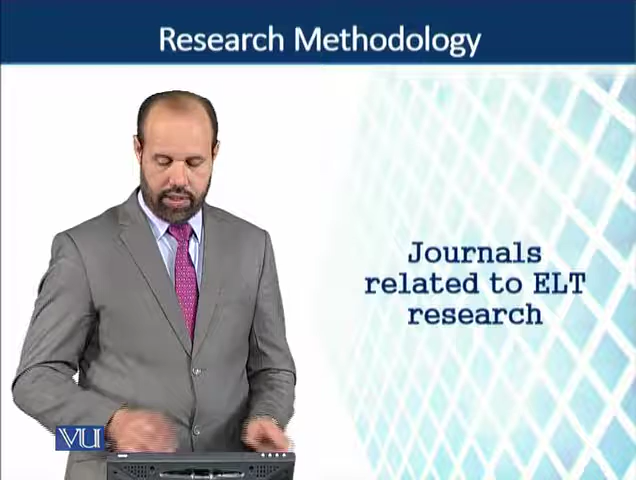 Research Methodology
Journals
related to ELT
research
VU